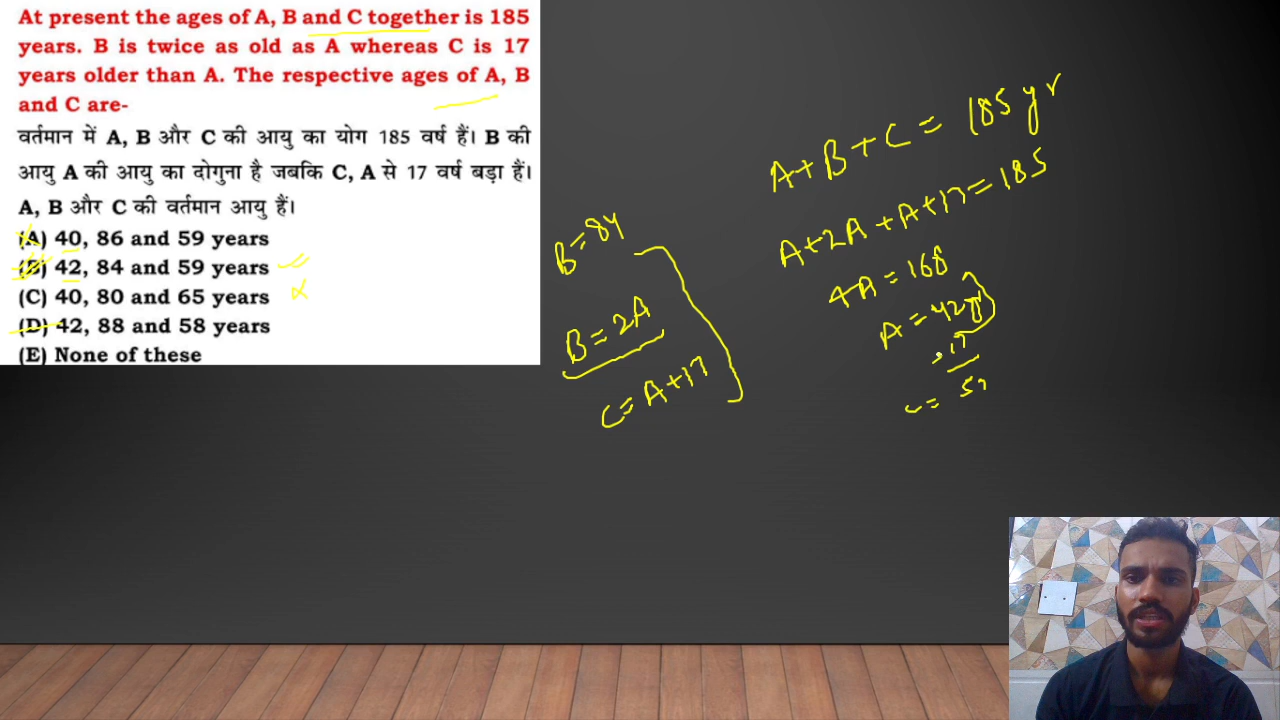 At present the ages of A, B and C together is 185
years. B is twice as old as A whereas C is 17
years older than A. The respective ages of A, B
and C are-
वर्तमान में A, B और C की आयु का योग 185 वर्ष हैं। B की
आयु A की आयु का दोगुना है जबकि C, A से 17 वर्ष बड़ा हैं।
A, B और C की वर्तमान आयु हैं।
(A) 40, 86 and 59 years
(B) 42, 84 and 59 years
(C) 40, 80 and 65 years
(D) 42, 88 and 58 years
(E) None of these
B = 84
B = 2A
C = A + 17
A + B + C = 185 yr
A + 2A + A + 17 = 185
4A = 168
A = 42
17
= 59